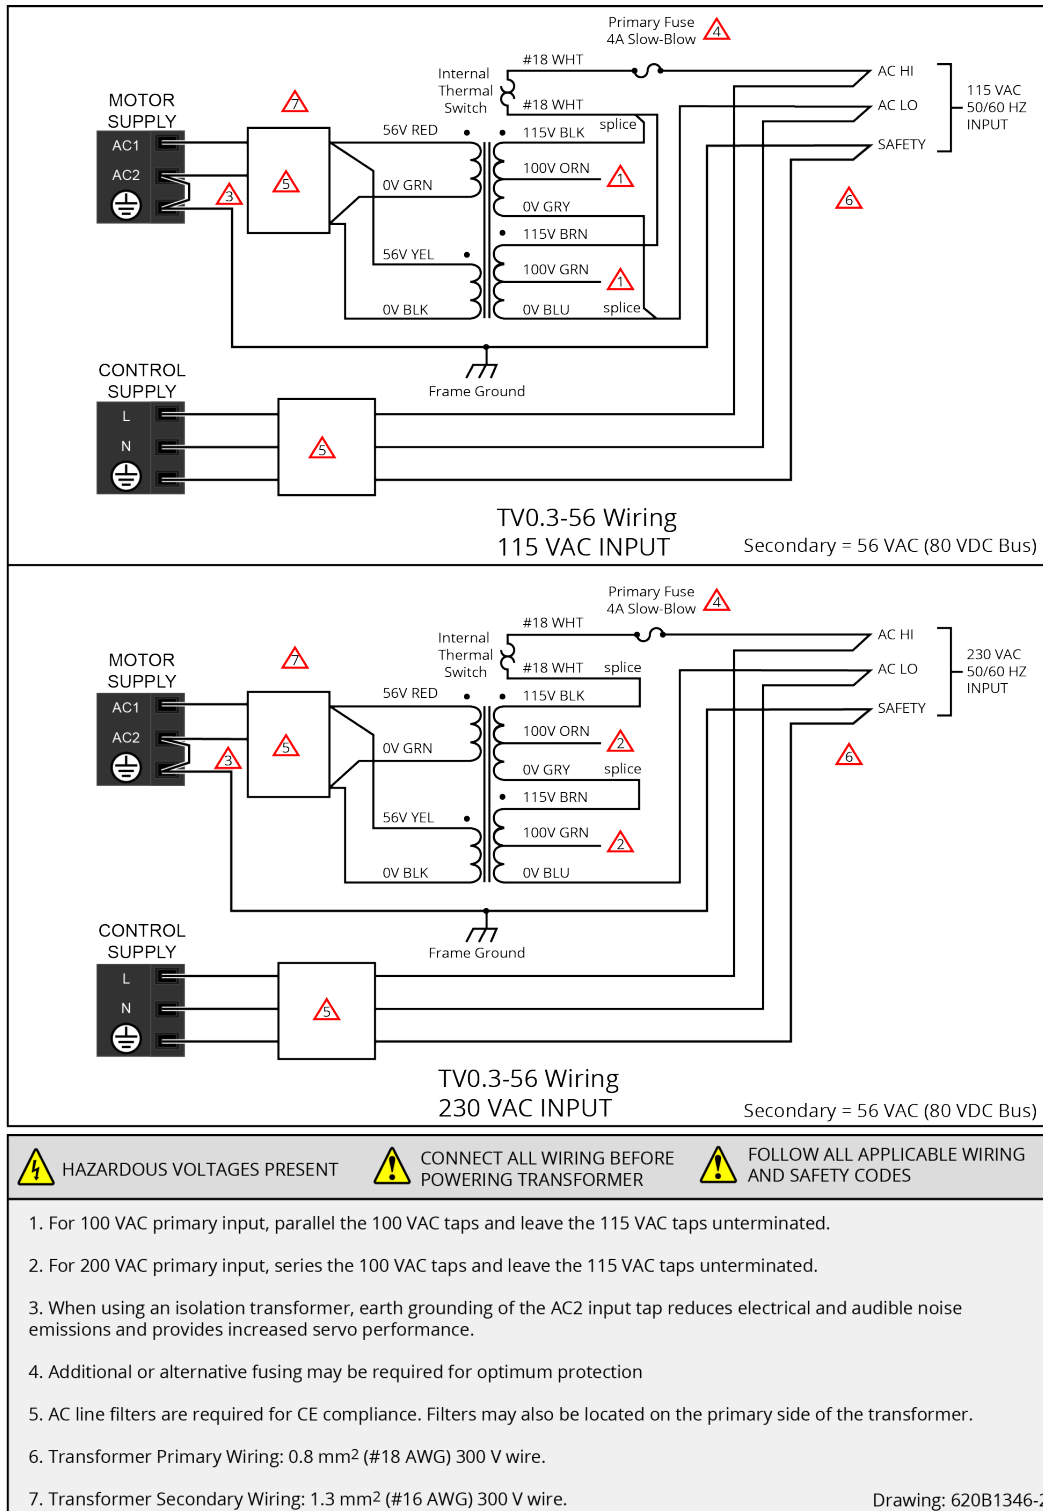 Primary Fuse
4A Slow-Blow
4
#18 WHT
Internal
Thermal
Switch
AC HI
115 VAC
50/60 HZ
INPUT
7
#18 WHT
AC LO
MOTOR
SUPPLY
splice
56V RED
115V BLK
AC1
SAFETY
AC2
100V ORN
1
5
0V GRN
3
6
0V GRY
115V BRN
56V YEL
100V GRN
1
0V BLK
0V BLU
splice
CONTROL
SUPPLY
Frame Ground
L
N
5
TV0.3-56 Wiring
115 VAC INPUT
Secondary = 56 VAC (80 VDC Bus)
Primary Fuse
4A Slow-Blow
4
#18 WHT
Internal
Thermal
Switch
AC HI
230 VAC
50/60 HZ
INPUT
7
#18 WHT
splice
AC LO
MOTOR
SUPPLY
56V RED
115V BLK
AC1
SAFETY
AC2
100V ORN
2
5
0V GRN
3
6
0V GRY
splice
115V BRN
56V YEL
100V GRN
2
0V BLK
0V BLU
CONTROL
SUPPLY
Frame Ground
L
N
5
TV0.3-56 Wiring
230 VAC INPUT
Secondary = 56 VAC (80 VDC Bus)
HAZARDOUS VOLTAGES PRESENT
CONNECT ALL WIRING BEFORE
POWERING TRANSFORMER
FOLLOW ALL APPLICABLE WIRING
AND SAFETY CODES
1. For 100 VAC primary input, parallel the 100 VAC taps and leave the 115 VAC taps unterminated.
2. For 200 VAC primary input, series the 100 VAC taps and leave the 115 VAC taps unterminated.
3. When using an isolation transformer, earth grounding of the AC2 input tap reduces electrical and audible noise
emissions and provides increased servo performance.
4. Additional or alternative fusing may be required for optimum protection
5. AC line filters are required for CE compliance. Filters may also be located on the primary side of the transformer.
6. Transformer Primary Wiring: 0.8 mm² (#18 AWG) 300 V wire.
7. Transformer Secondary Wiring: 1.3 mm² (#16 AWG) 300 V wire.
Drawing: 620B1346-2